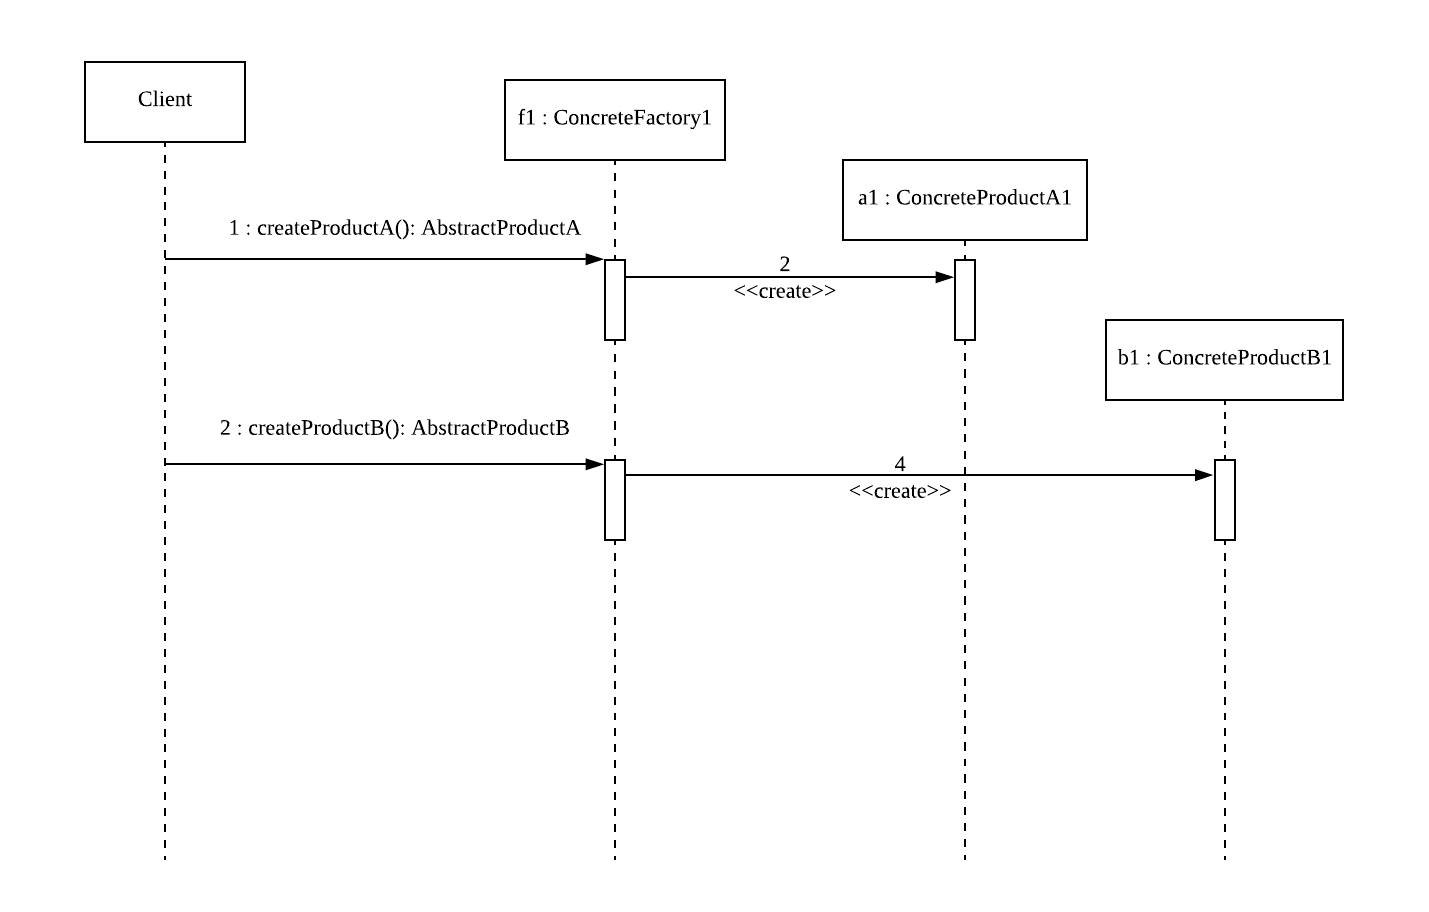 Client
f1 : ConcreteFactory1
a1 : ConcreteProductA1
1 : createProductA(): AbstractProductA
2
<<create>>
b1 : ConcreteProductB1
2 : createProductB(): AbstractProductB
4
<<create>>